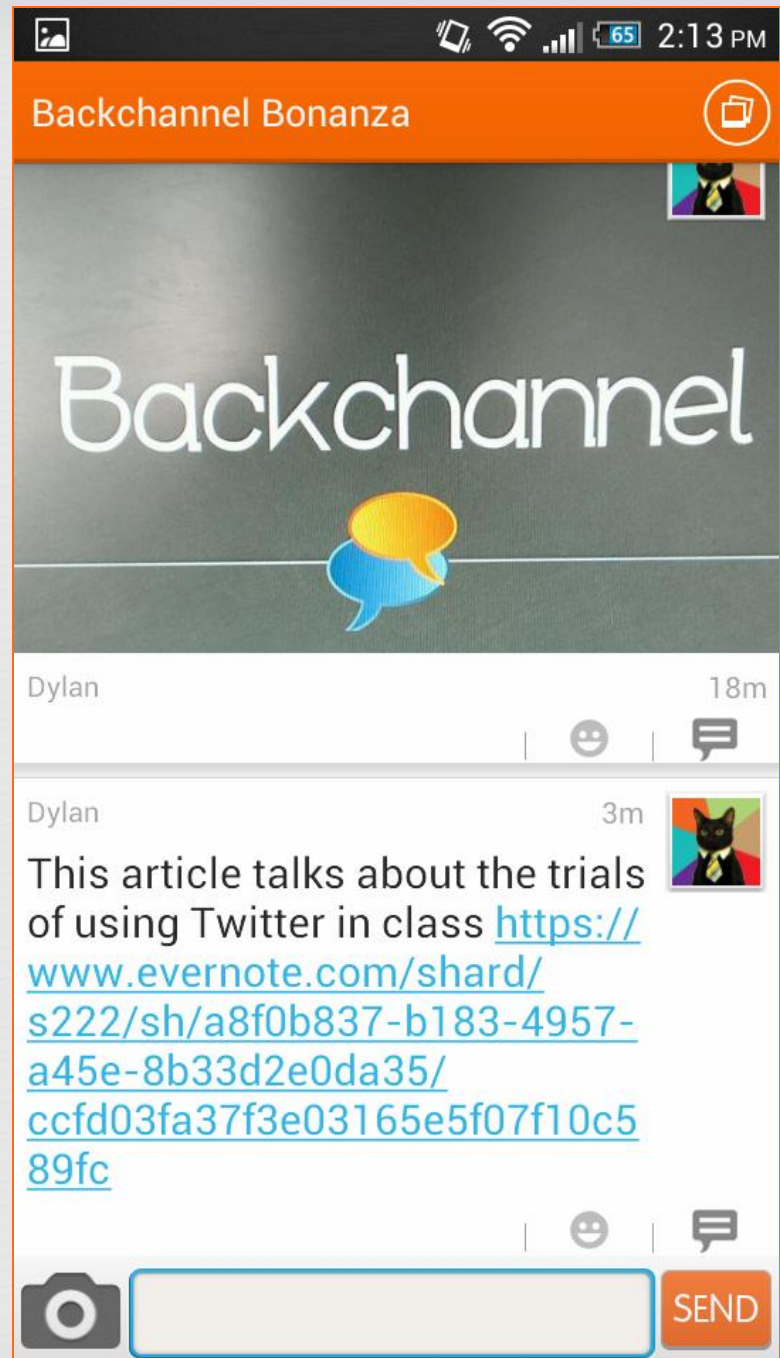 65 2:13 PM
Backchannel Bonanza
Backchannel
Dylan 18m
Dylan 3m
This article talks about the trials
of using Twitter in class https://
www.evernote.com/shard/
s222/sh/a8f0b837-b183-4957-
a45e-8b33d2e0da35/
ccfd03fa37f3e03165e5f07f10c5
89fc
SEND